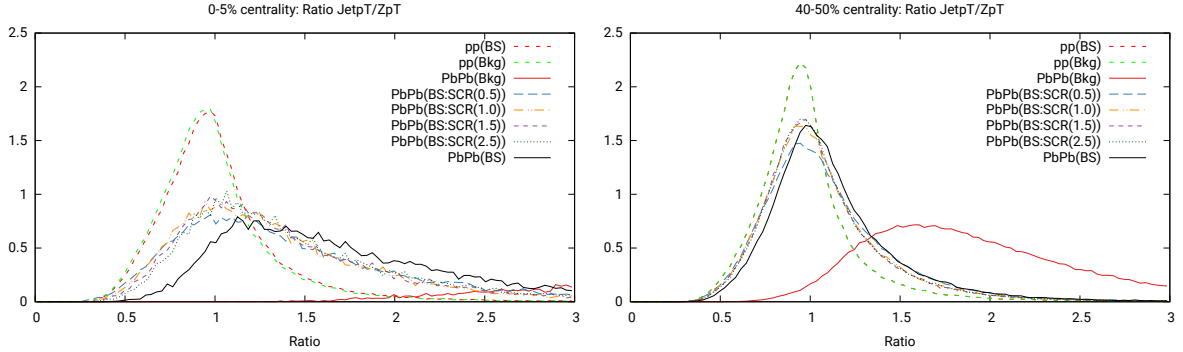 0-5% centrality: Ratio JetpT/ZpT
2.5
2
1.5
1
0.5
0
pp(BS)
pp(Bkg)
PbPb(Bkg)
PbPb(BS:SCR(0.5))
PbPb(BS:SCR(1.0))
PbPb(BS:SCR(1.5))
PbPb(BS:SCR(2.5))
PbPb(BS)
0 0.5 1 1.5 2 2.5 3
Ratio
40-50% centrality: Ratio JetpT/ZpT
2.5
2
1.5
1
0.5
0
pp(BS)
pp(Bkg)
PbPb(Bkg)
PbPb(BS:SCR(0.5))
PbPb(BS:SCR(1.0))
PbPb(BS:SCR(1.5))
PbPb(BS:SCR(2.5))
PbPb(BS)
0 0.5 1 1.5 2 2.5 3
Ratio